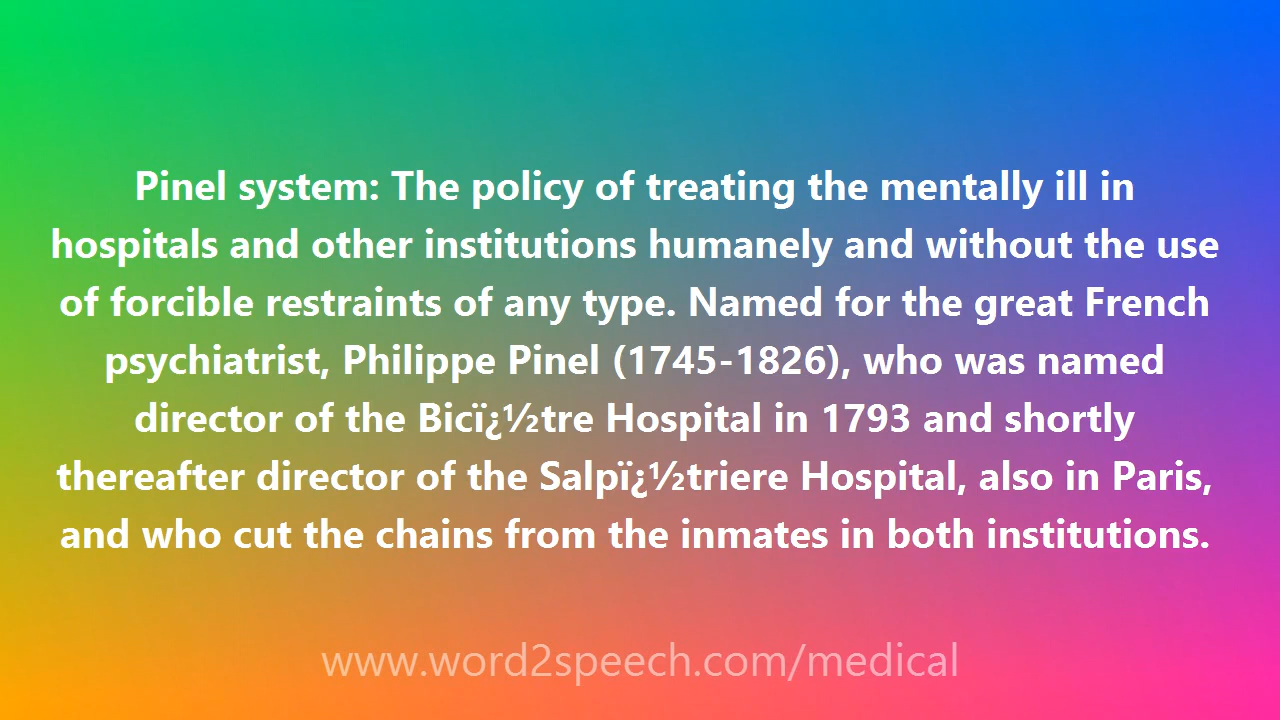 Pinel system: The policy of treating the mentally ill in
hospitals and other institutions humanely and without the use
of forcible restraints of any type. Named for the great French
psychiatrist, Philippe Pinel (1745-1826), who was named
director of the Bicï¿½tre Hospital in 1793 and shortly
thereafter director of the Salpï¿½triere Hospital, also in Paris,
and who cut the chains from the inmates in both institutions.
www.word2speech.com/medical